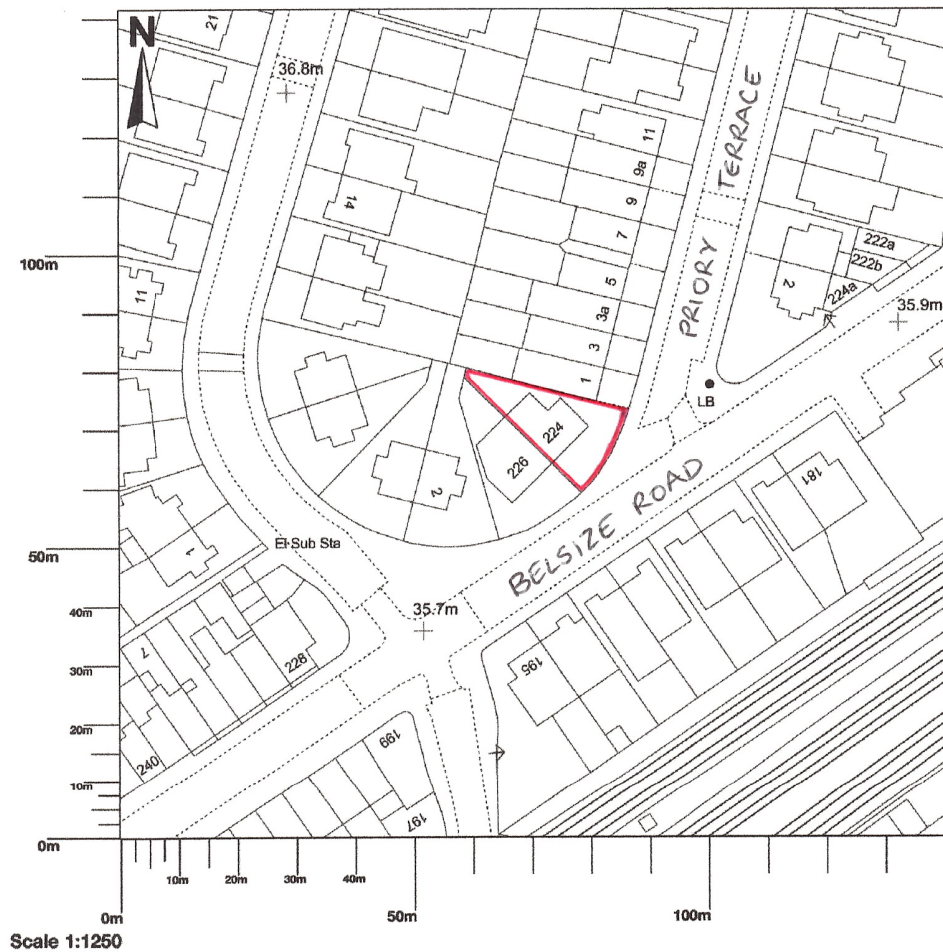 N
21
36.8m
11
TERRACE
9a
14
9
222a
7
222b
PRIORY
100m
2
224a
11
5
35.9m
3a
3
1
LB
224
226
2
181
BELSIZE ROAD
1
El Sub Sta
50m
40m
35.7m
7
228
195
30m
199
20m
240
10m
197
0m
10m
20m
30m
40m
0m
50m
100m
Scale 1:1250